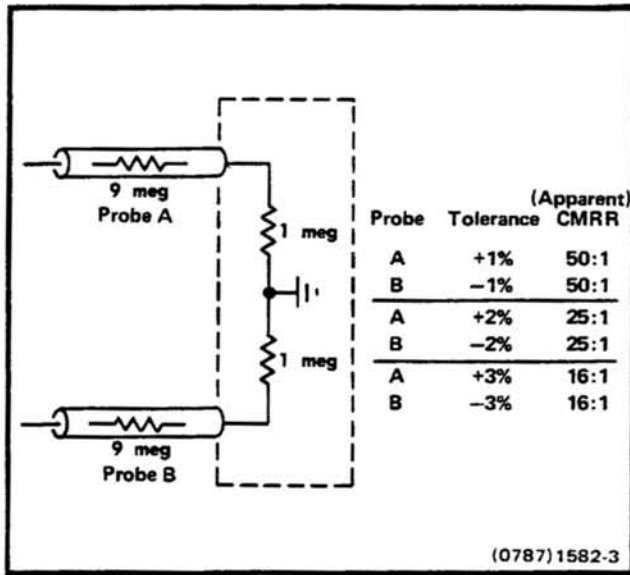 9 meg
Probe A
1 meg
1 meg
9 meg
Probe B
(Apparent)
Probe Tolerance CMRR
A +1% 50:1
B −1% 50:1
A +2% 25:1
B −2% 25:1
A +3% 16:1
B −3% 16:1
(0787)1582-3